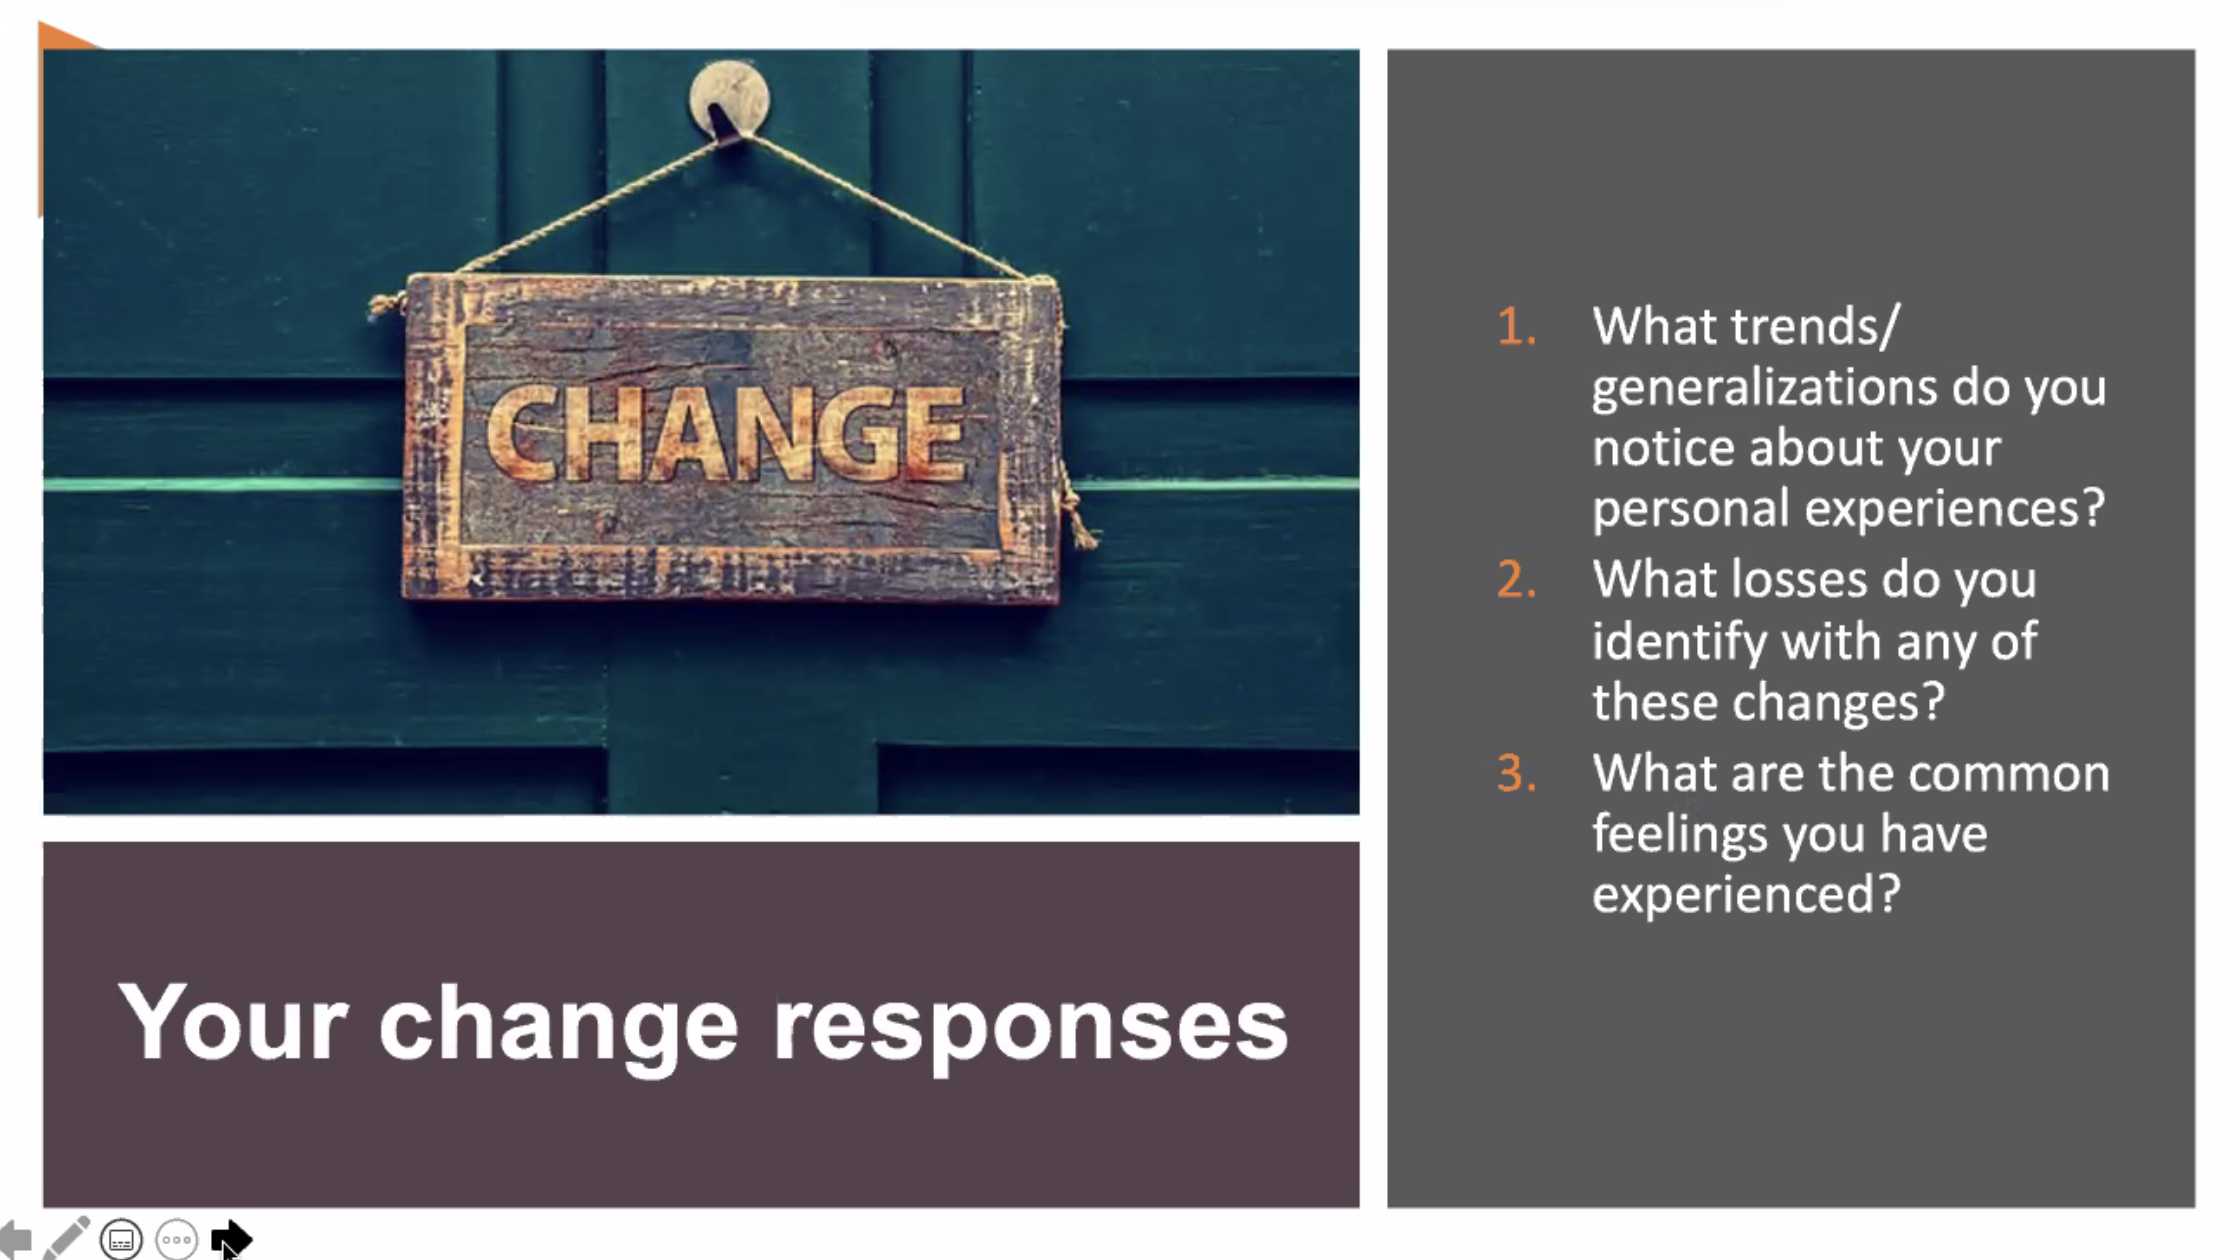 CHANGE
Your change responses
1. What trends/
generalizations do you
notice about your
personal experiences?
2. What losses do you
identify with any of
these changes?
3. What are the common
feelings you have
experienced?